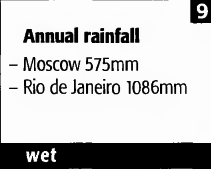 9
Annual rainfall
– Moscow 575mm
– Rio de Janeiro 1086mm
wet